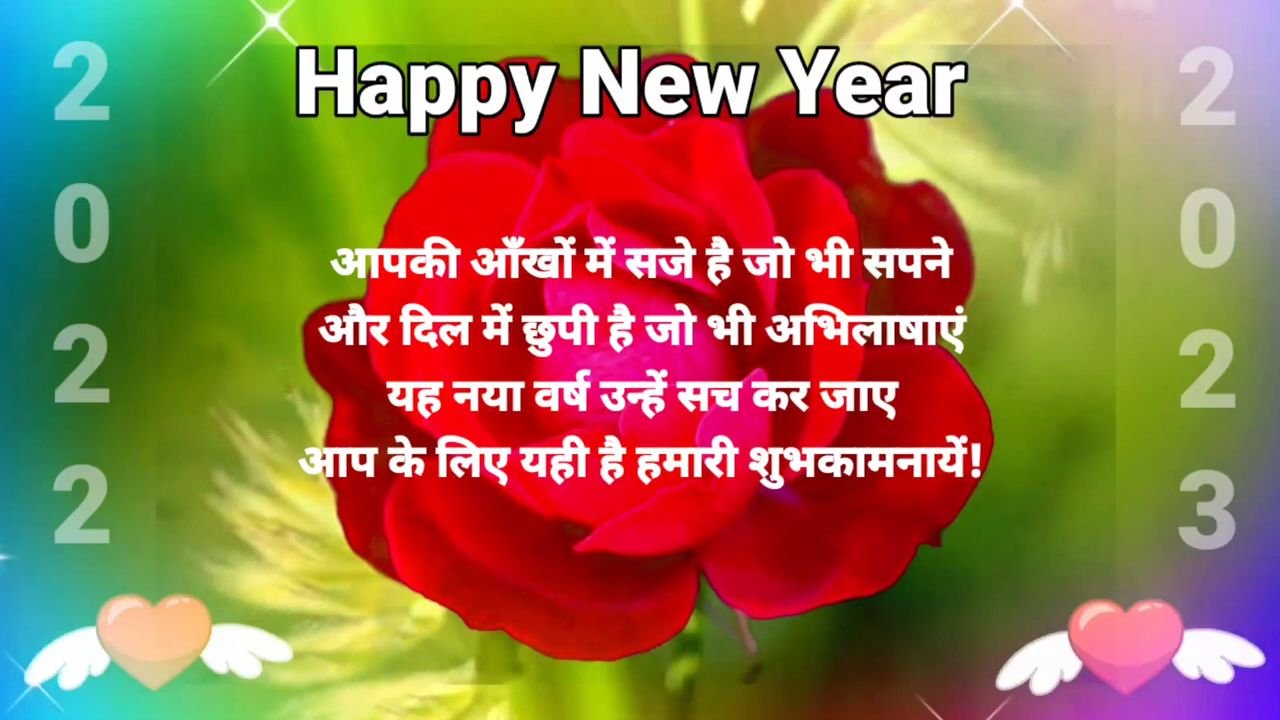 Happy New Year
2022
2023
आपकी आँखों में सजे है जो भी सपने
और दिल में छुपी है जो भी अभिलाषाएं
यह नया वर्ष उन्हें सच कर जाए
आप के लिए यही है हमारी शुभकामनायें!